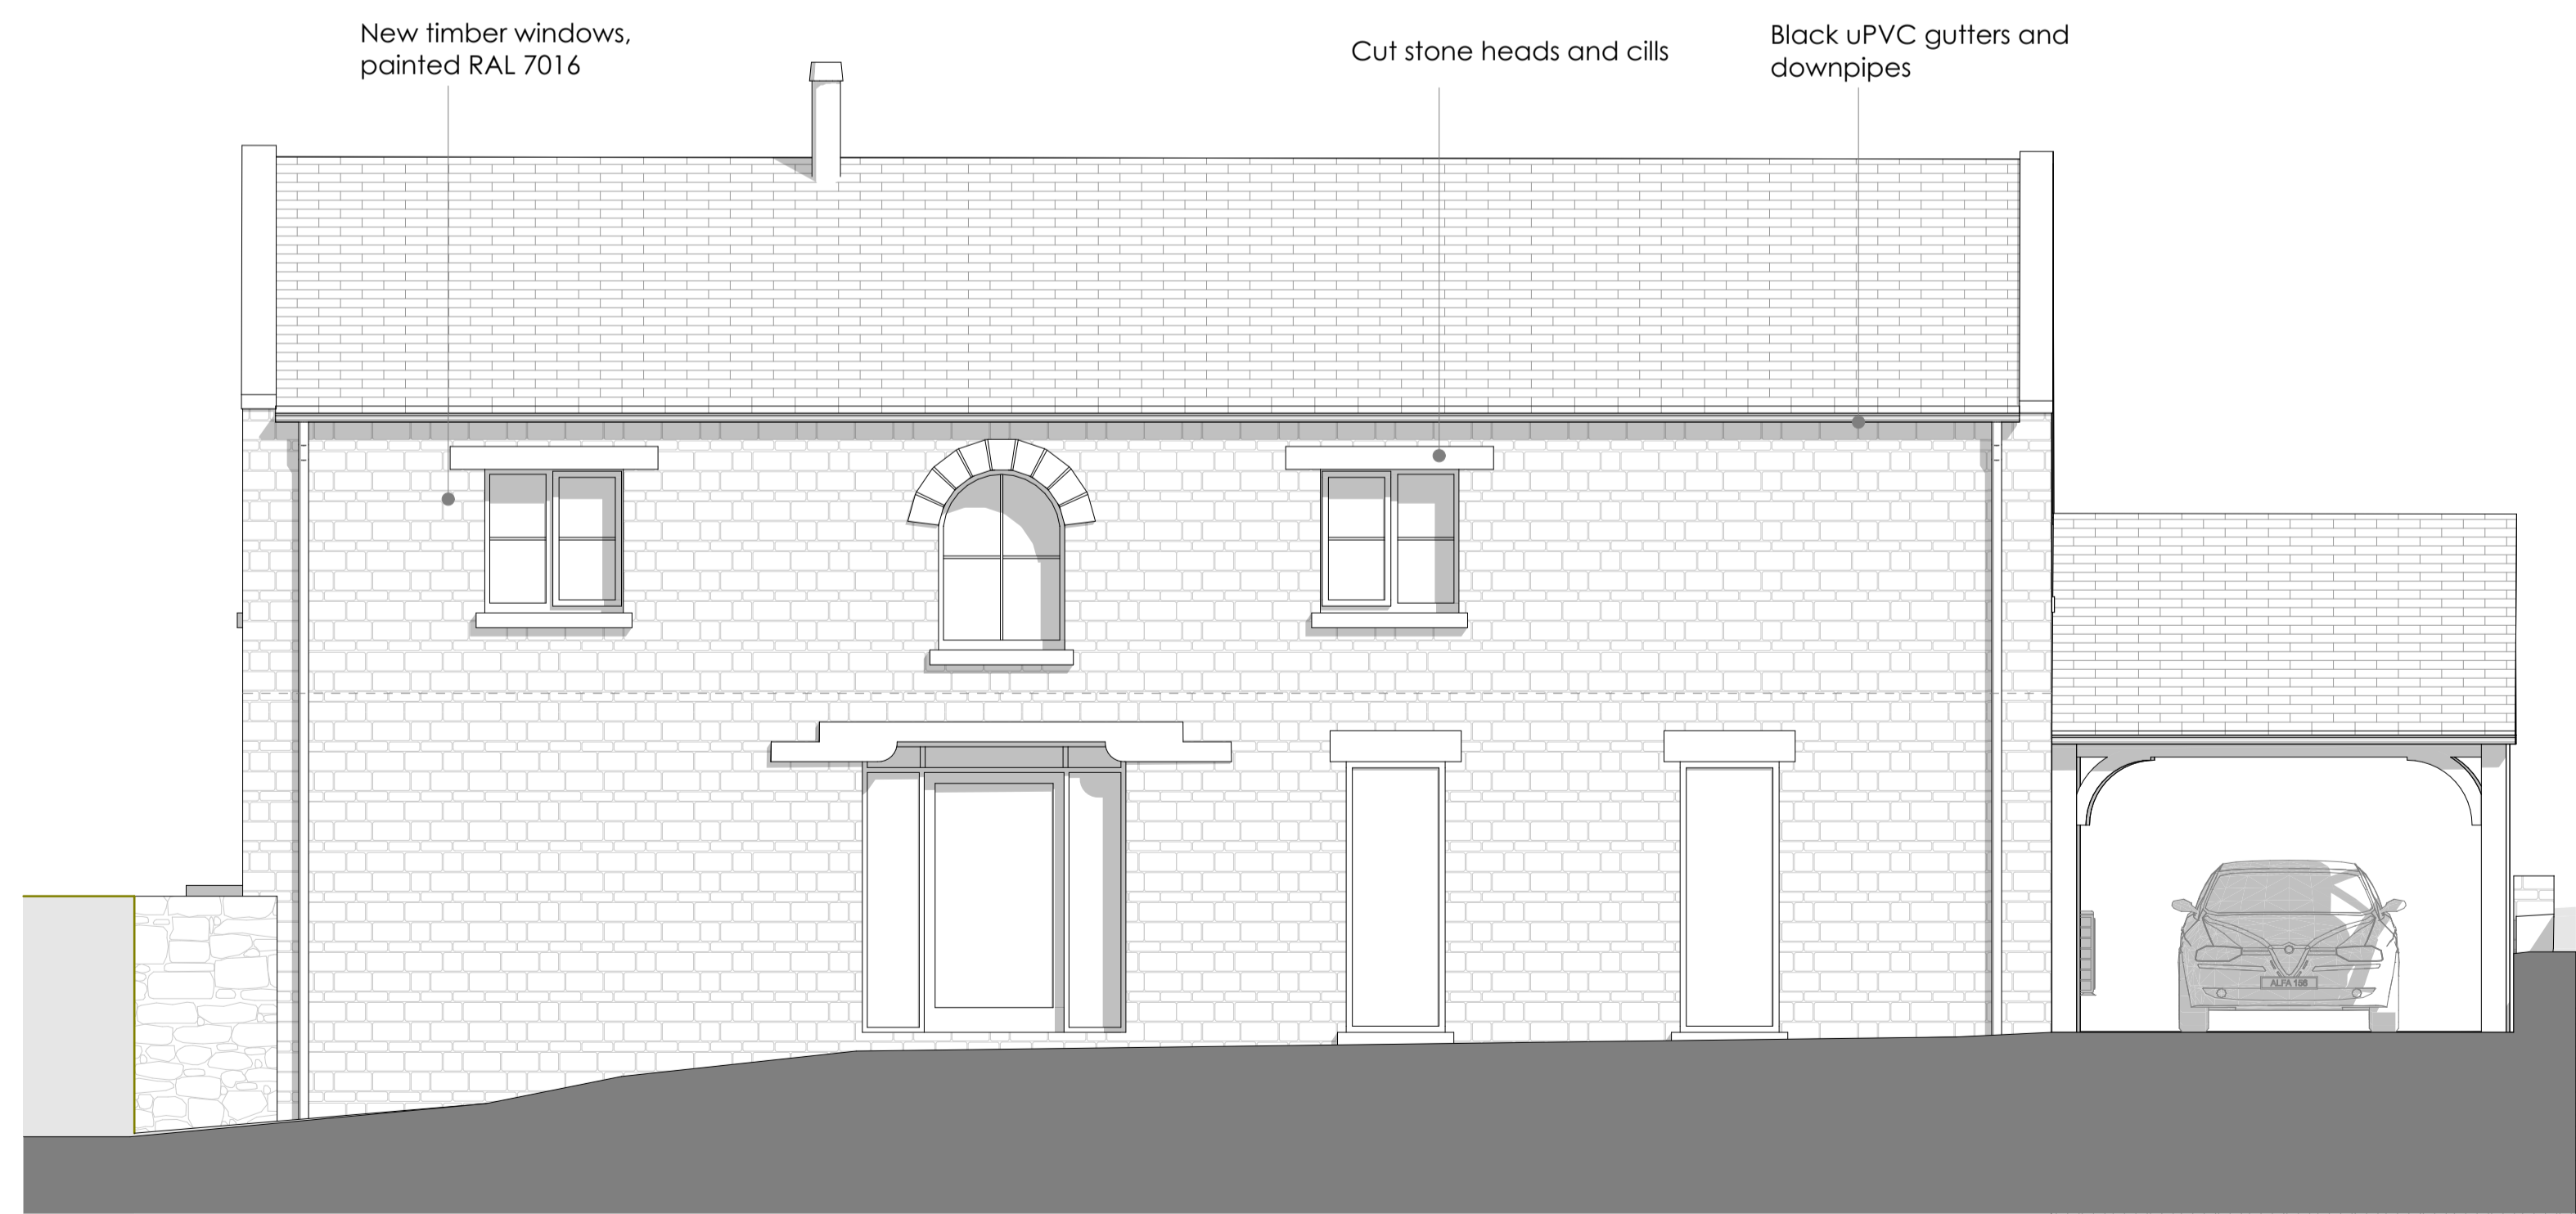 New timber windows,
painted RAL 7016
Cut stone heads and cills
Black uPVC gutters and
downpipes
ALFA 156